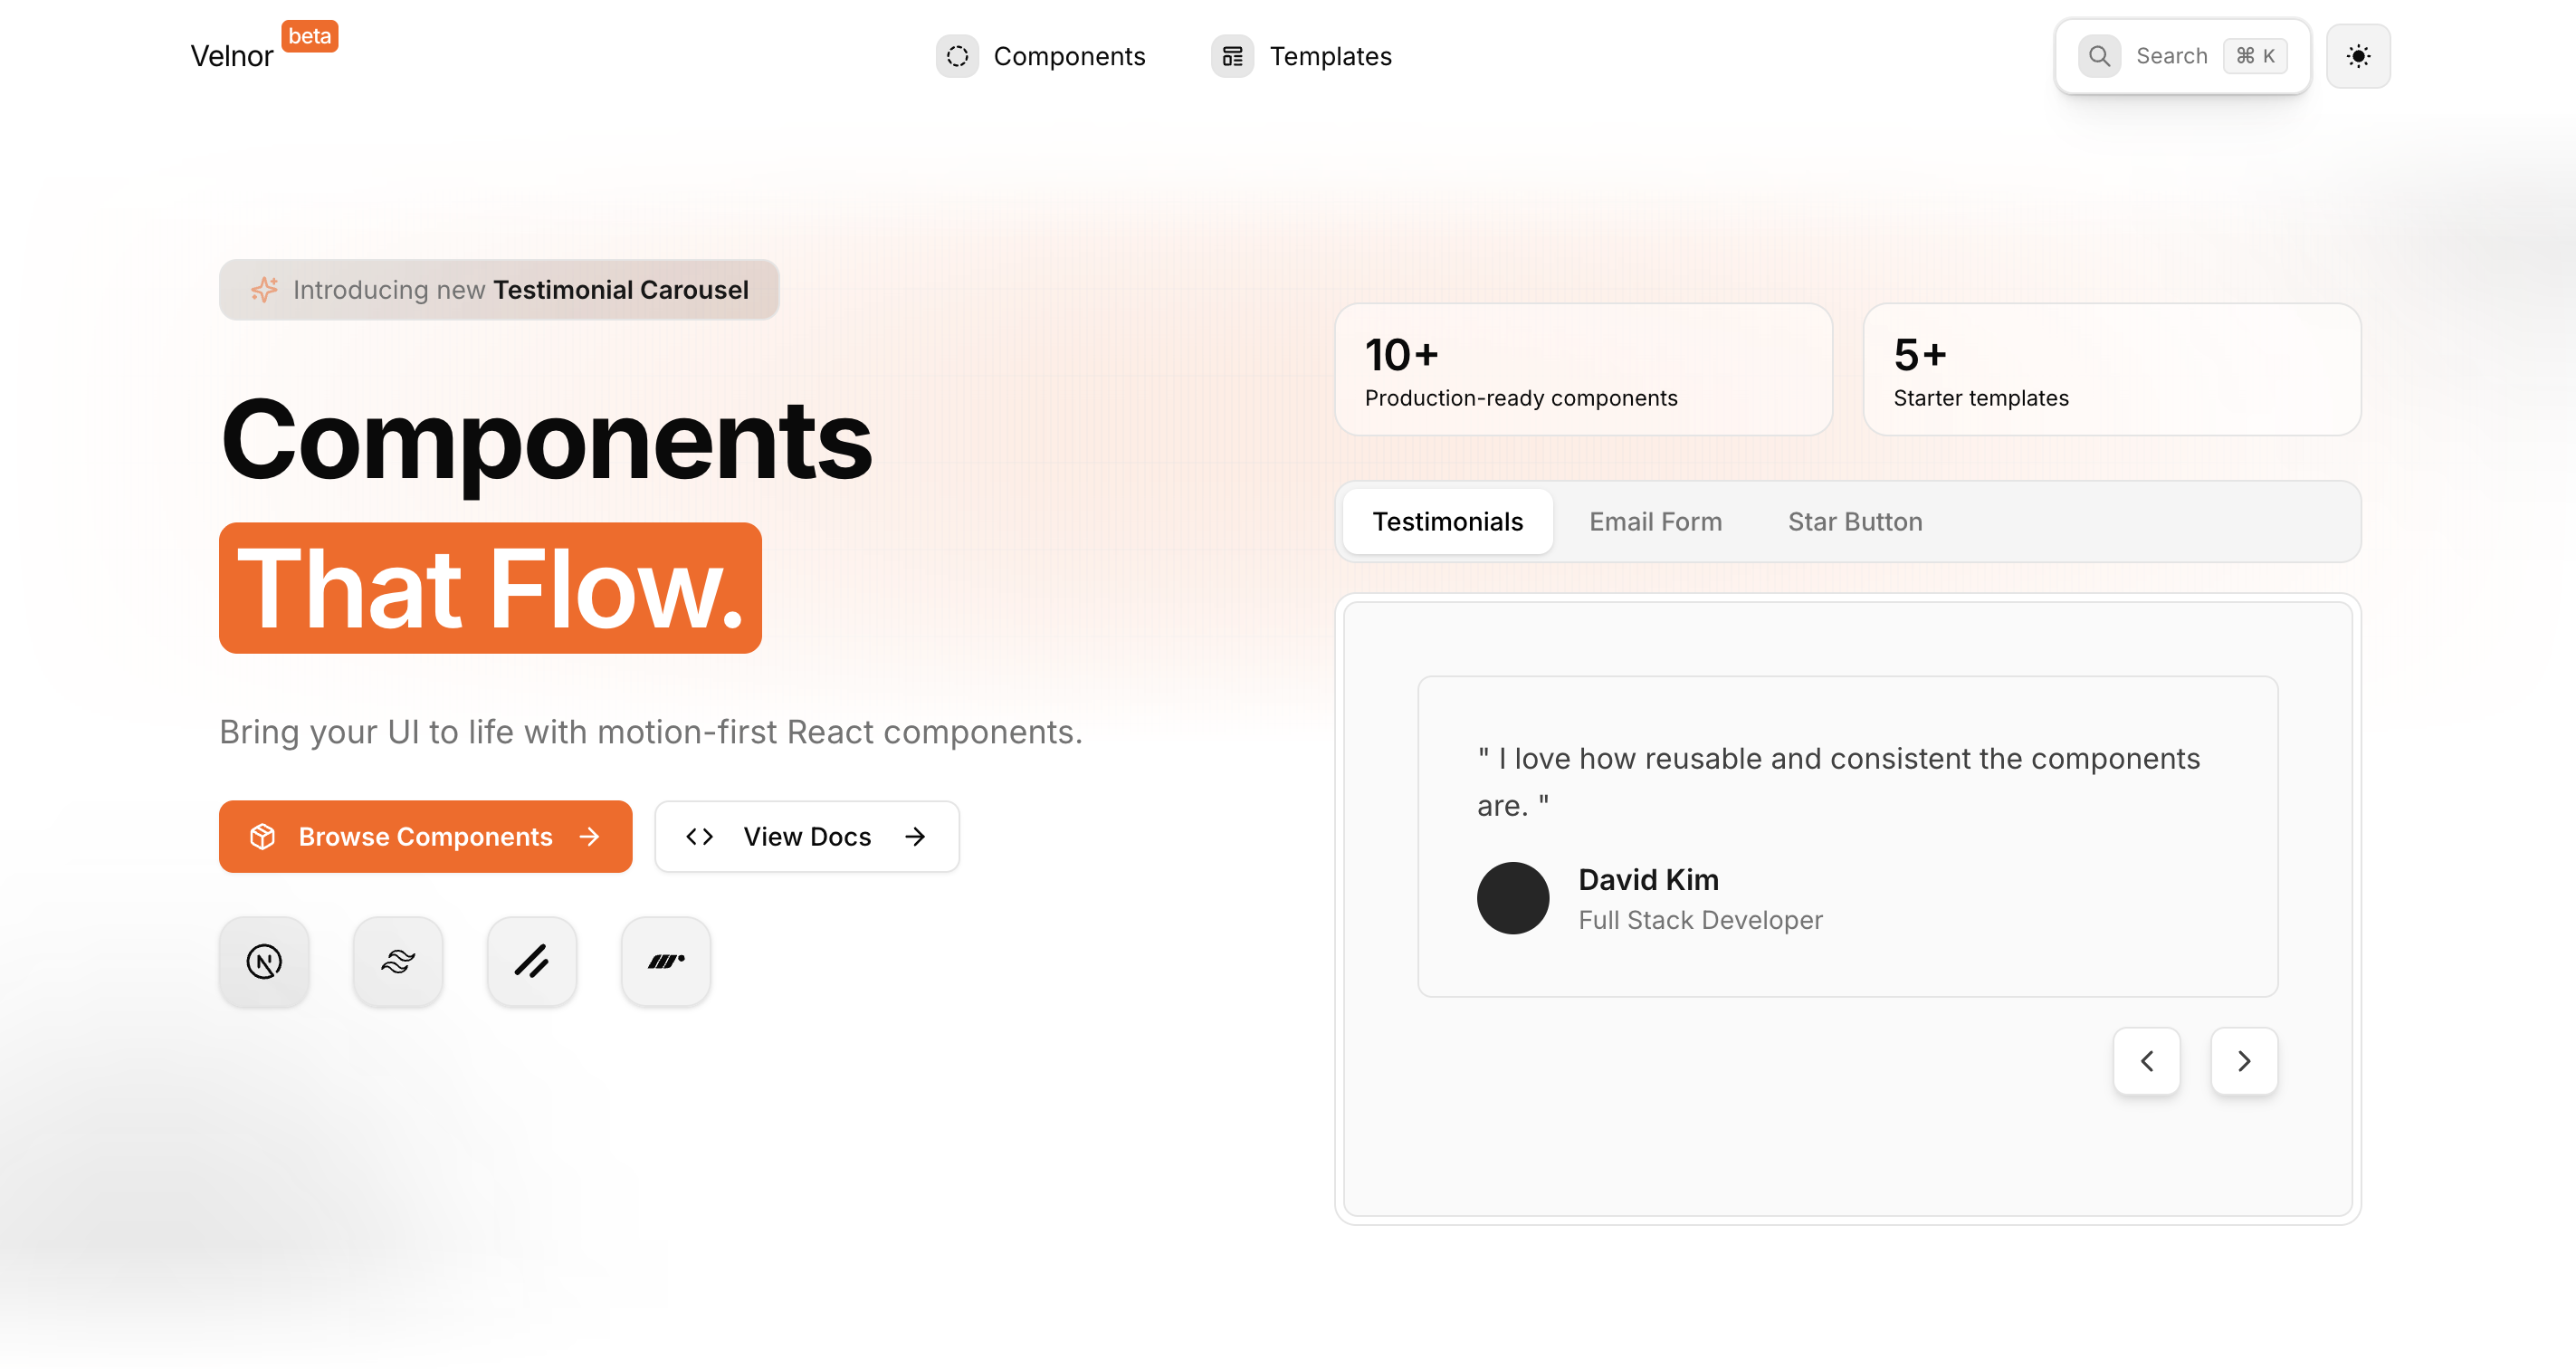 Velnor
beta
Components
Templates
Search
⌘ K
Introducing new Testimonial Carousel
Components
That Flow.
Bring your UI to life with motion-first React components.
Browse Components
View Docs
10+
Production-ready components
5+
Starter templates
Testimonials
Email Form
Star Button
" I love how reusable and consistent the components
are. "
David Kim
Full Stack Developer